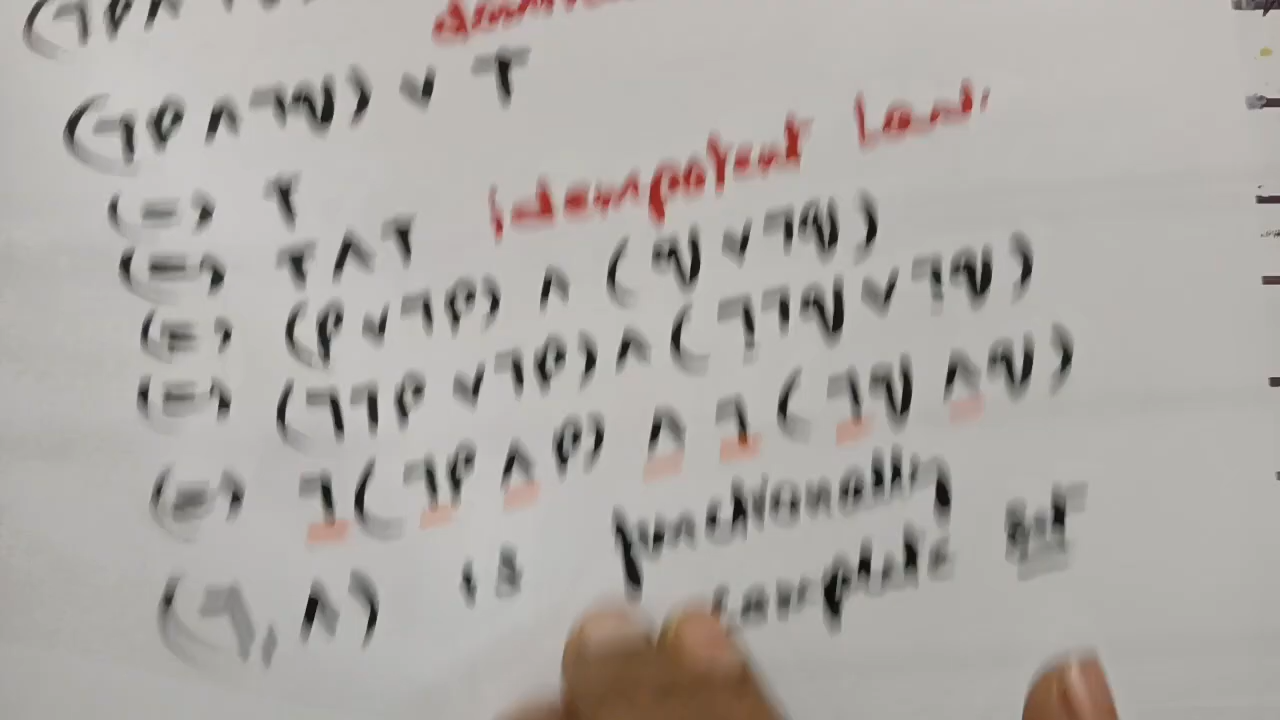 (¬P∧
(¬P∧¬q) ∨ T
(=) T
(=) T∧T Idempotent Law.
(=) (P∨¬P) ∧ (q∨¬q)
(=) (¬¬P∨¬P)∧(¬¬q∨¬q)
(=) ¬(¬P∧P) ∧ ¬(¬q∧q)
(¬,∧) is functionally
complete set